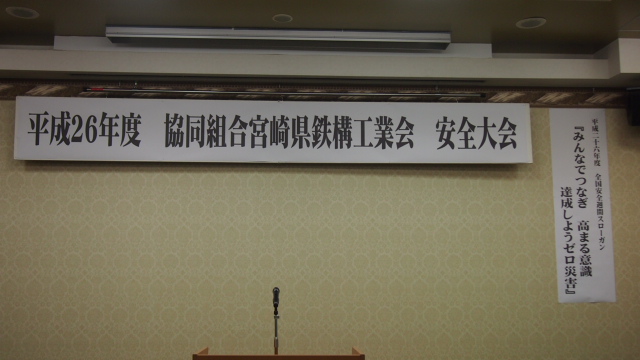 平成26年度　協同組合宮崎県鉄構工業会　安全大会
平成二十六年度　全国安全週間スローガン
『みんなでつなぎ　高まる意識
達成しようゼロ災害』